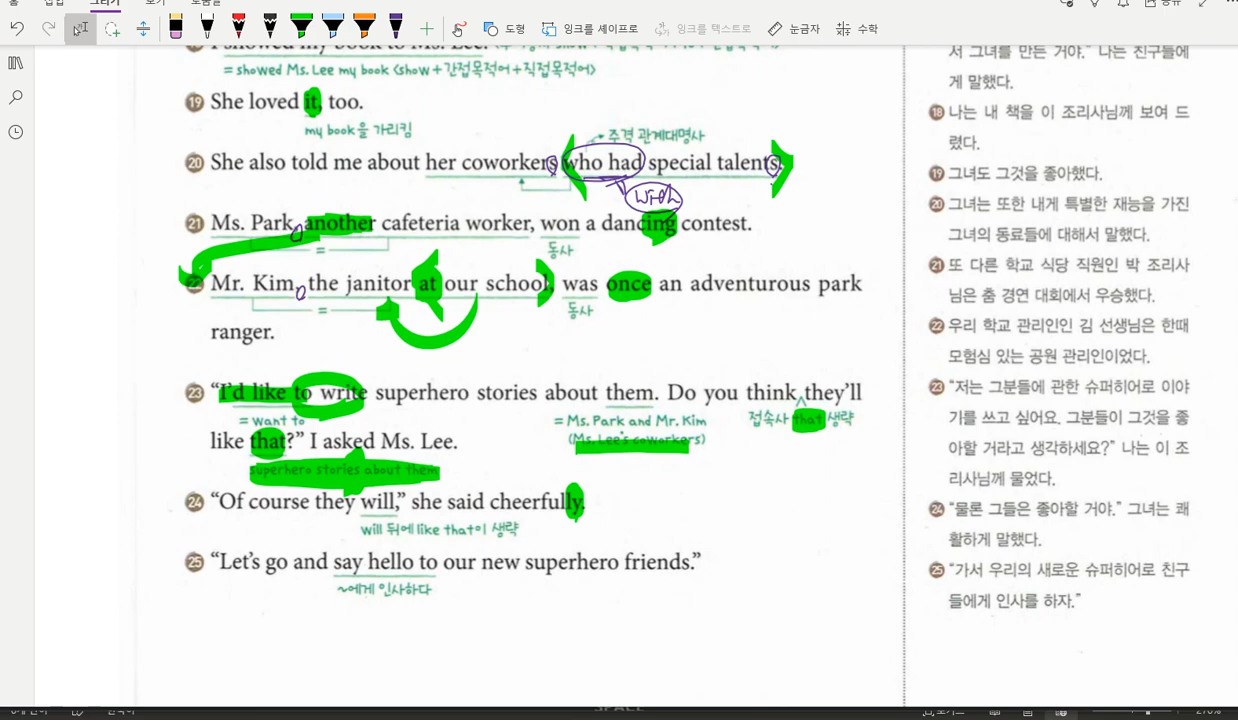 도형
잉크를 셰이프로
잉크를 텍스트로
눈금자
수학
I showed my book to Ms. Lee.
= showed Ms. Lee my book <show+간접목적어+직접목적어>
19 She loved it, too.
my book을 가리킴
주격 관계대명사
20 She also told me about her coworkers who had special talents.
with
21 Ms. Park, another cafeteria worker, won a dancing contest.
= 동사
22 Mr. Kim, the janitor at our school, was once an adventurous park
= 동사
ranger.
23 “I’d like to write superhero stories about them. Do you think they’ll
= want to = Ms. Park and Mr. Kim 접속사 that 생략
(Ms. Lee's coworkers)
like that?” I asked Ms. Lee.
superhero stories about them
24 “Of course they will,” she said cheerfully.
will 뒤에 like that이 생략
25 “Let’s go and say hello to our new superhero friends.”
~에게 인사하다
서 그녀를 만든 거야.” 나는 친구들에
게 말했다.
18 나는 내 책을 이 조리사님께 보여 드
렸다.
19 그녀도 그것을 좋아했다.
20 그녀는 또한 내게 특별한 재능을 가진
그녀의 동료들에 대해서 말했다.
21 또 다른 학교 식당 직원인 박 조리사
님은 춤 경연 대회에서 우승했다.
22 우리 학교 관리인인 김 선생님은 한때
모험심 있는 공원 관리인이었다.
23 “저는 그분들에 관한 슈퍼히어로 이야
기를 쓰고 싶어요. 그분들이 그것을 좋
아할 거라고 생각하세요?” 나는 이 조
리사님께 물었다.
24 “물론 그들은 좋아할 거야.” 그녀는 쾌
활하게 말했다.
25 “가서 우리의 새로운 슈퍼히어로 친구
들에게 인사를 하자.”